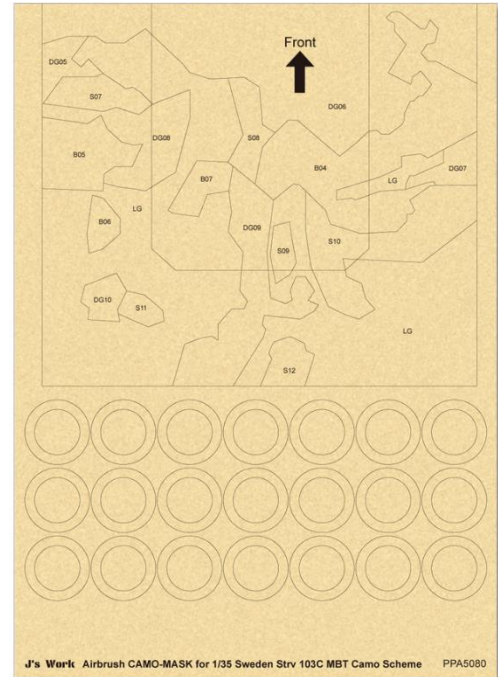 Front
DG05
S07
DG06
DG08
S08
B05
B07
B04
LG
DG07
LG
B06
DG09
S09
S10
DG10
S11
LG
S12
J's Work Airbrush CAMO-MASK for 1/35 Sweden Strv 103C MBT Camo Scheme PPA5080